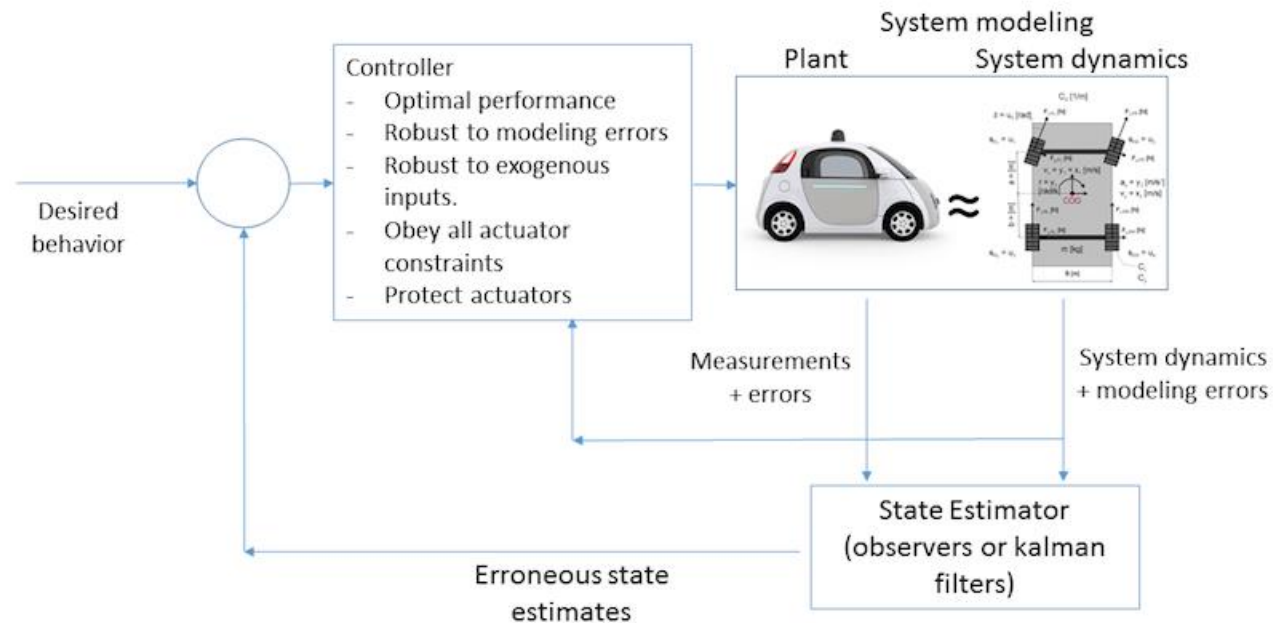 System modeling
Plant
System dynamics
Controller
- Optimal performance
- Robust to modeling errors
- Robust to exogenous
inputs.
- Obey all actuator
constraints
- Protect actuators
Desired
behavior
≈
COG
m [kg]
Measurements
+ errors
System dynamics
+ modeling errors
State Estimator
(observers or kalman
filters)
Erroneous state
estimates